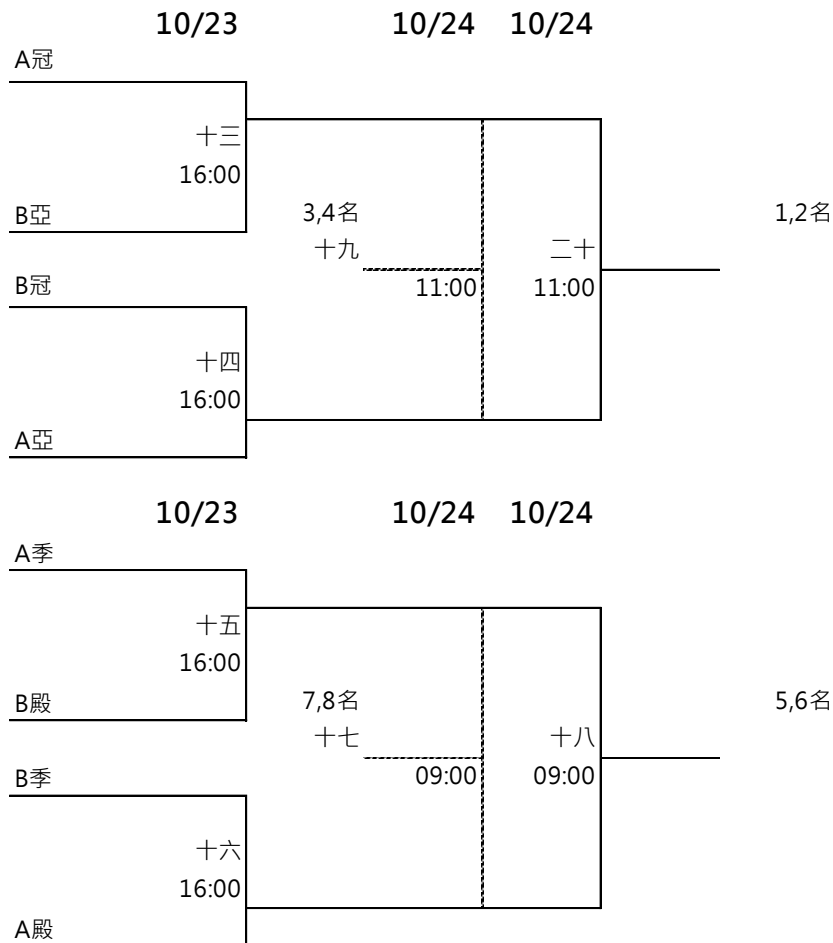 10/23 10/24 10/24
A冠
十三
16:00
B亞
3,4名
1,2名
十九
二十
11:00
11:00
B冠
十四
16:00
A亞
10/23 10/24 10/24
A季
十五
16:00
B殿
7,8名
5,6名
十七
十八
09:00
09:00
B季
十六
16:00
A殿